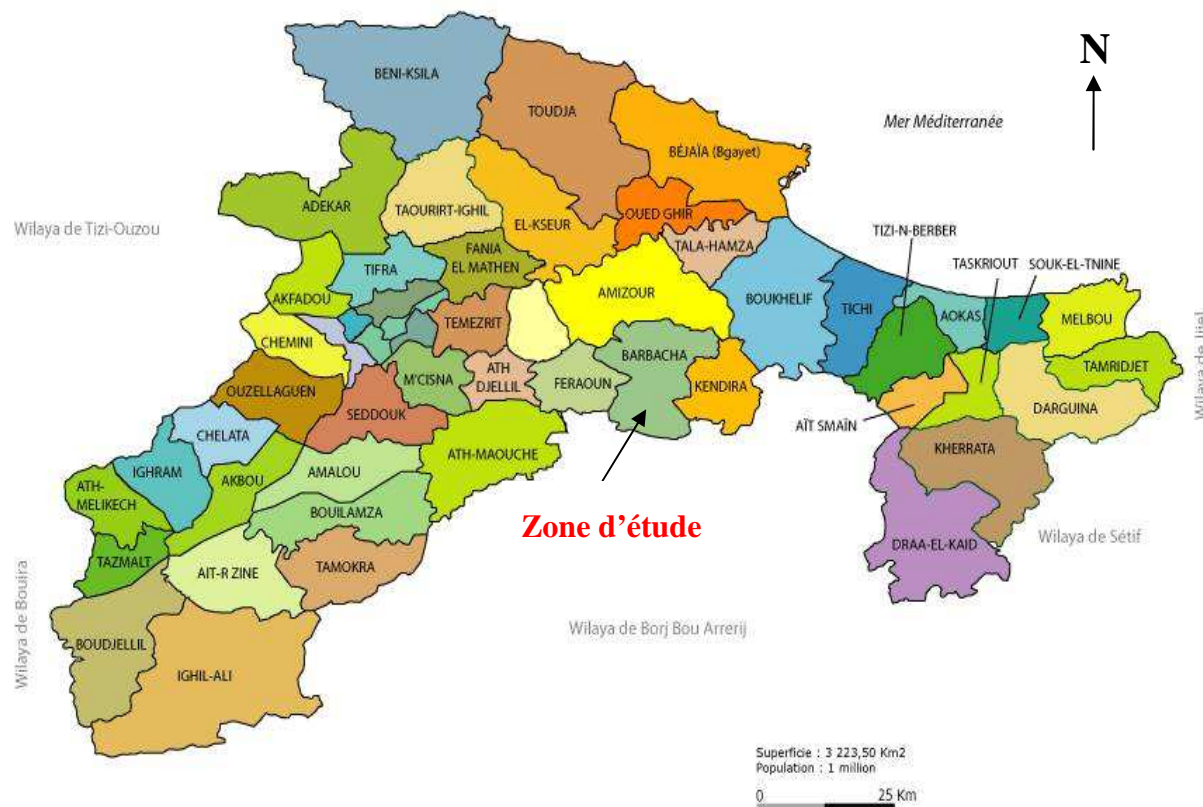 N
BENI-KSILA
TOUDJA
Mer Méditerranée
BÉJAÏA (Bgayet)
ADEKAR
TAOURIRT-IGHIL
EL-KSEUR
OUED GHIR
Wilaya de Tizi-Ouzou
TIZI-N-BERBER
TALA-HAMZA
FANIA
EL MATHEN
TASKRIOUT
SOUK-EL-TNINE
TIFRA
AKFADOU
AMIZOUR
BOUKHELIF
TICHI
AOKAS
MELBOU
TEMEZRIT
CHEMINI
BARBACHA
Wilaya de Jijel
TAMRIDJET
M'CISNA
ATH
DJELLIL
FERAOUN
KENDIRA
OUZELLAGUEN
SEDDOUK
DARGUINA
AÏT SMAÏN
CHELATA
KHERRATA
ATH-MAOUCHE
IGHRAM
AKBOU
AMALOU
ATH-
MELIKECH
BOUILAMZA
Zone d'étude
Wilaya de Sétif
DRAA-EL-KAID
TAZMALT
AIT-R ZINE
TAMOKRA
Wilaya de Bouira
Wilaya de Borj Bou Arrerij
BOUDJELLIL
IGHIL-ALI
Superficie : 3 223,50 Km2
Population : 1 million
0 25 Km